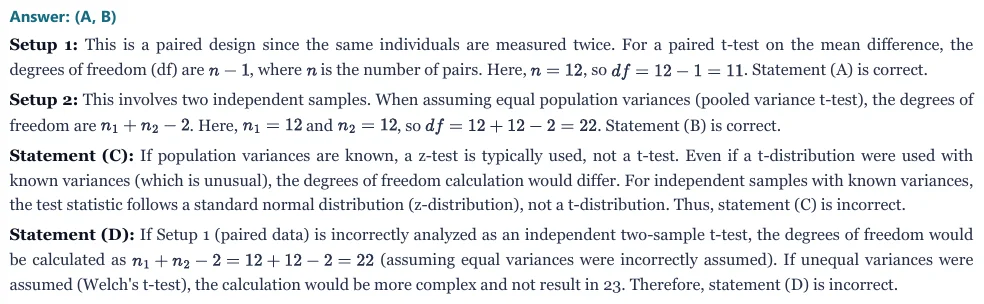 Answer: (A, B)
Setup 1: This is a paired design since the same individuals are measured twice. For a paired t-test on the mean difference, the
degrees of freedom (df) are n − 1, where n is the number of pairs. Here, n = 12, so df = 12 − 1 = 11. Statement (A) is correct.
Setup 2: This involves two independent samples. When assuming equal population variances (pooled variance t-test), the degrees of
freedom are n₁ + n₂ − 2. Here, n₁ = 12 and n₂ = 12, so df = 12 + 12 − 2 = 22. Statement (B) is correct.
Statement (C): If population variances are known, a z-test is typically used, not a t-test. Even if a t-distribution were used with
known variances (which is unusual), the degrees of freedom calculation would differ. For independent samples with known variances,
the test statistic follows a standard normal distribution (z-distribution), not a t-distribution. Thus, statement (C) is incorrect.
Statement (D): If Setup 1 (paired data) is incorrectly analyzed as an independent two-sample t-test, the degrees of freedom would
be calculated as n₁ + n₂ − 2 = 12 + 12 − 2 = 22 (assuming equal variances were incorrectly assumed). If unequal variances were
assumed (Welch's t-test), the calculation would be more complex and not result in 23. Therefore, statement (D) is incorrect.